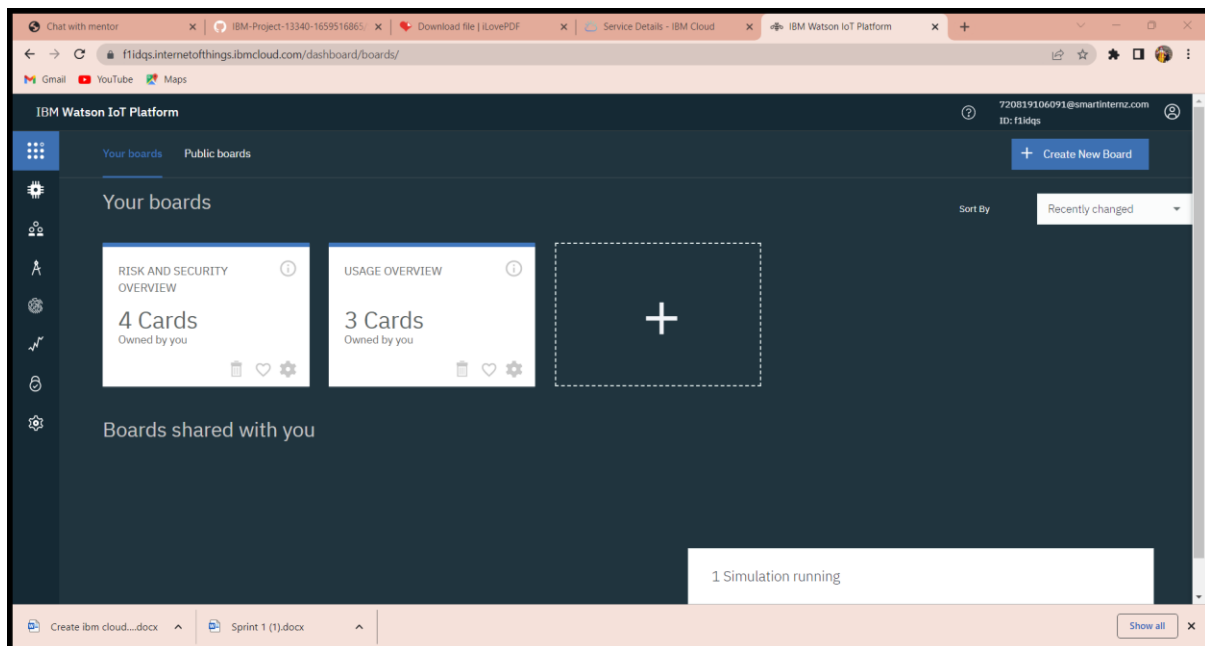 Chat with mentor
IBM-Project-13340-1659516865/
Download file | iLovePDF
Service Details - IBM Cloud
IBM Watson IoT Platform
f1idqs.internetofthings.ibmcloud.com/dashboard/boards/
Gmail
YouTube
Maps
IBM Watson IoT Platform
720819106091@smartinternz.com
ID: f1idqs
Your boards
Public boards
+ Create New Board
Your boards
Sort By
Recently changed
RISK AND SECURITY
OVERVIEW
4 Cards
Owned by you
USAGE OVERVIEW
3 Cards
Owned by you
Boards shared with you
1 Simulation running
Create ibm cloud....docx
Sprint 1 (1).docx
Show all